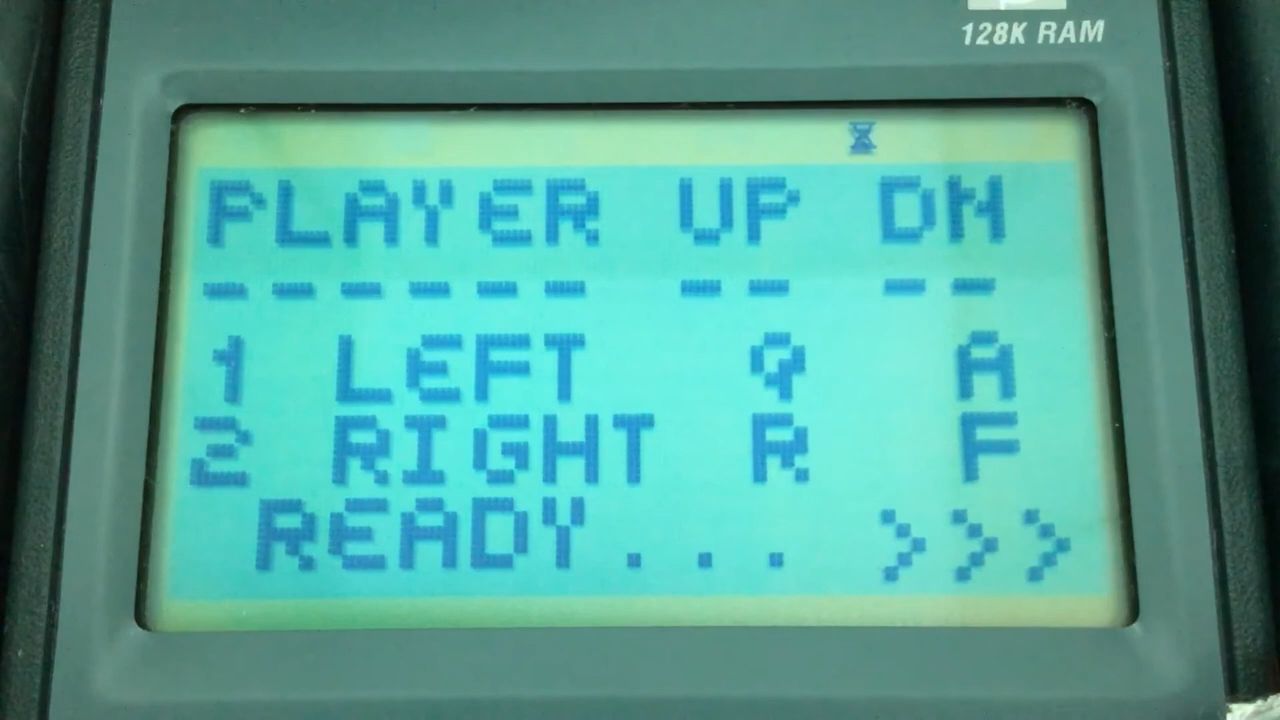 128K RAM
PLAYER UP DN
------ -- --
1 LEFT Q A
2 RIGHT R F
READY... >>>